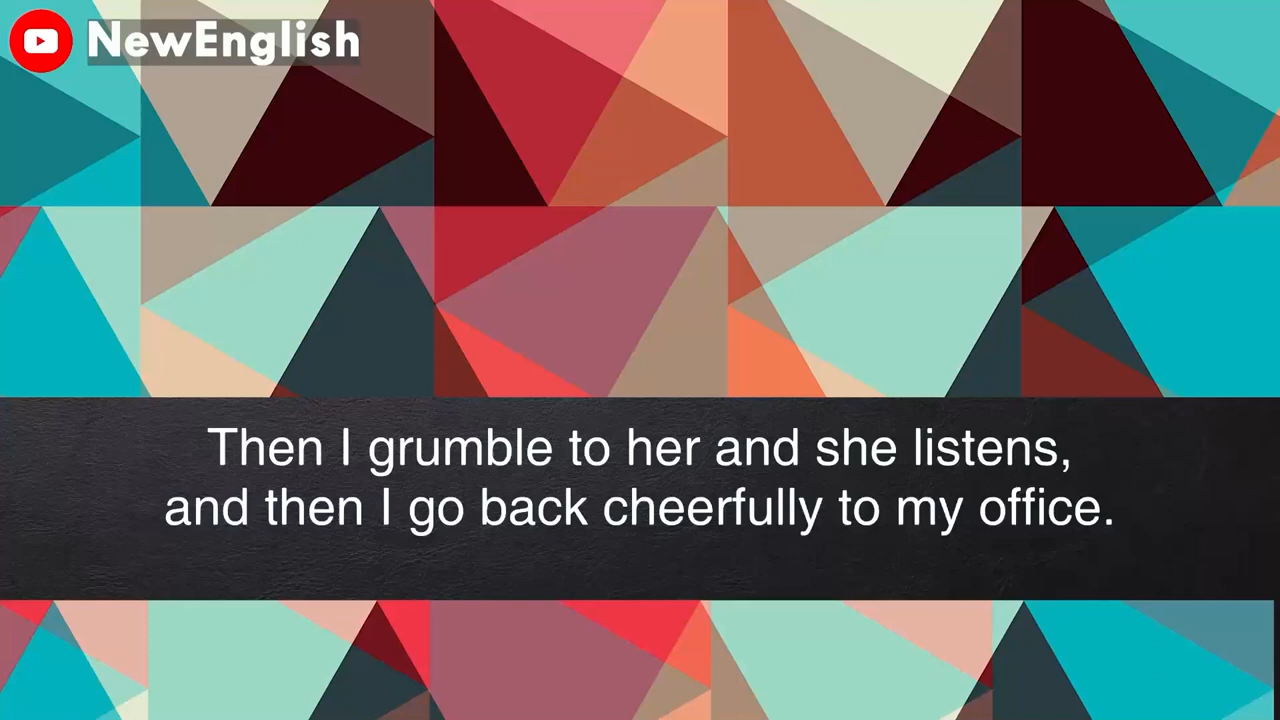 NewEnglish
Then I grumble to her and she listens,
and then I go back cheerfully to my office.